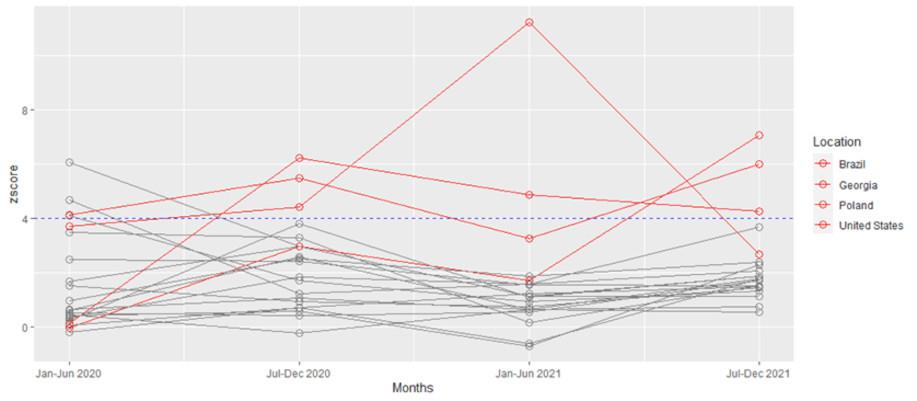 zscore
8
4
0
Jan-Jun 2020
Jul-Dec 2020
Jan-Jun 2021
Jul-Dec 2021
Months
Location
Brazil
Georgia
Poland
United States